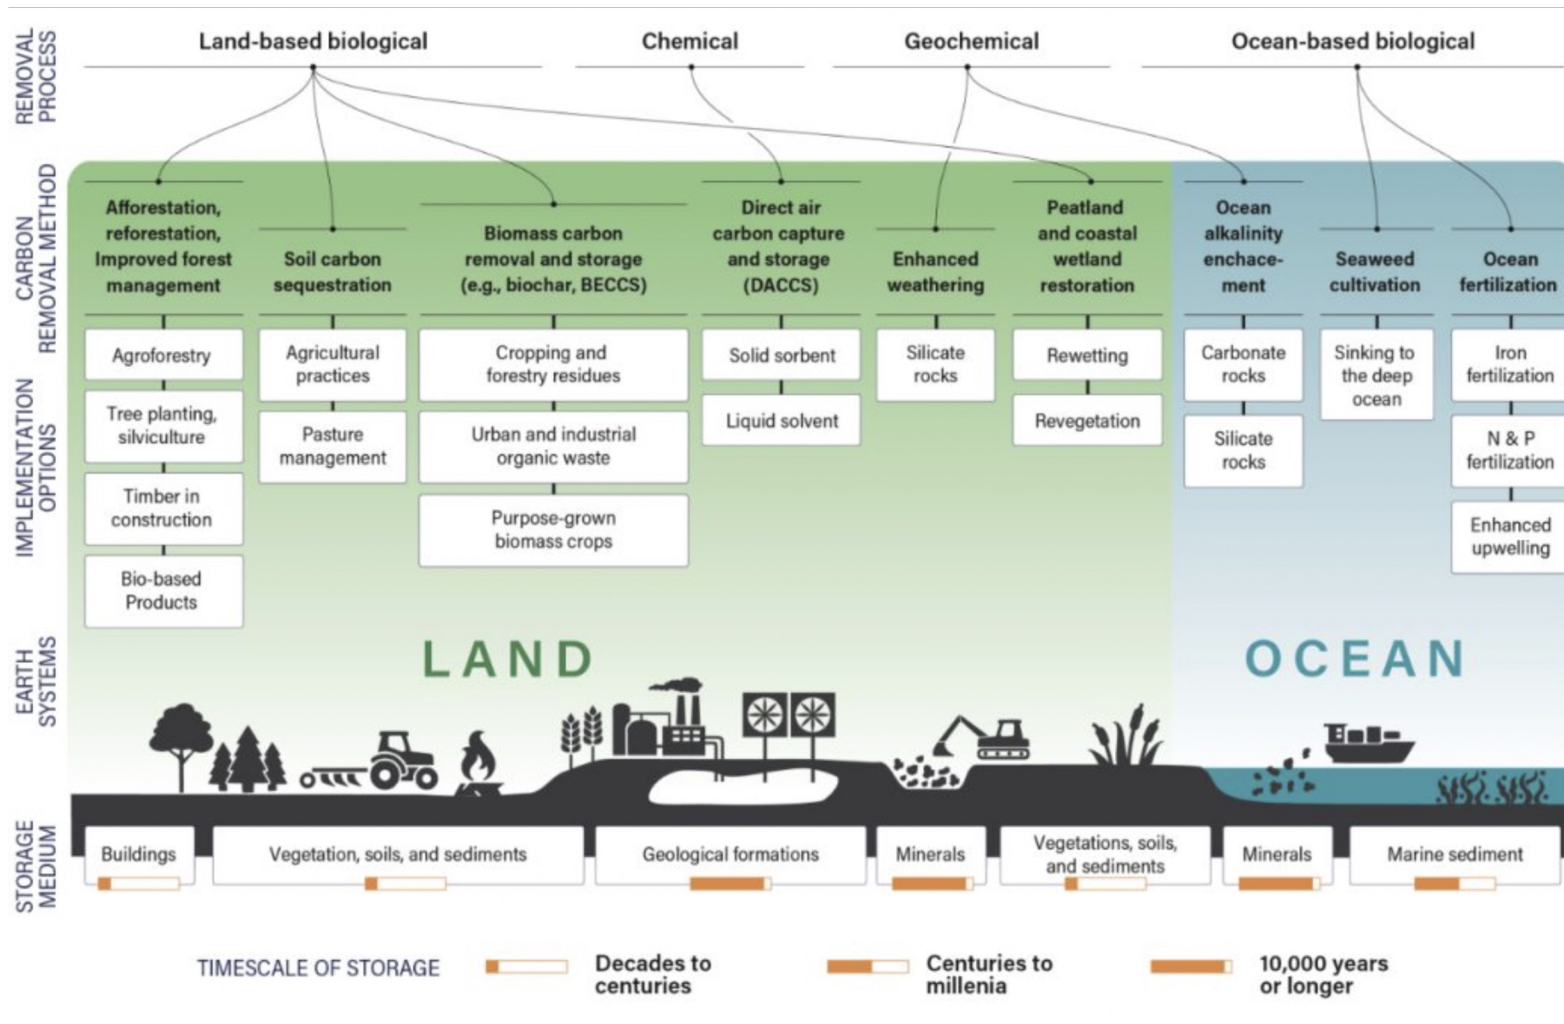 REMOVAL
PROCESS
Land-based biological
Chemical
Geochemical
Ocean-based biological
CARBON
REMOVAL METHOD
Afforestation,
reforestation,
Improved forest
management
Soil carbon
sequestration
Biomass carbon
removal and storage
(e.g., biochar, BECCS)
Direct air
carbon capture
and storage
(DACCS)
Enhanced
weathering
Peatland
and coastal
wetland
restoration
Ocean
alkalinity
enchace-
ment
Seaweed
cultivation
Ocean
fertilization
IMPLEMENTATION
OPTIONS
Agroforestry
Tree planting,
silviculture
Timber in
construction
Bio-based
Products
Agricultural
practices
Pasture
management
Cropping and
forestry residues
Urban and industrial
organic waste
Purpose-grown
biomass crops
Solid sorbent
Liquid solvent
Silicate
rocks
Rewetting
Revegetation
Carbonate
rocks
Silicate
rocks
Sinking to
the deep
ocean
Iron
fertilization
N & P
fertilization
Enhanced
upwelling
EARTH
SYSTEMS
LAND
OCEAN
STORAGE
MEDIUM
Buildings
Vegetation, soils, and sediments
Geological formations
Minerals
Vegetations, soils,
and sediments
Minerals
Marine sediment
TIMESCALE OF STORAGE
Decades to
centuries
Centuries to
millenia
10,000 years
or longer